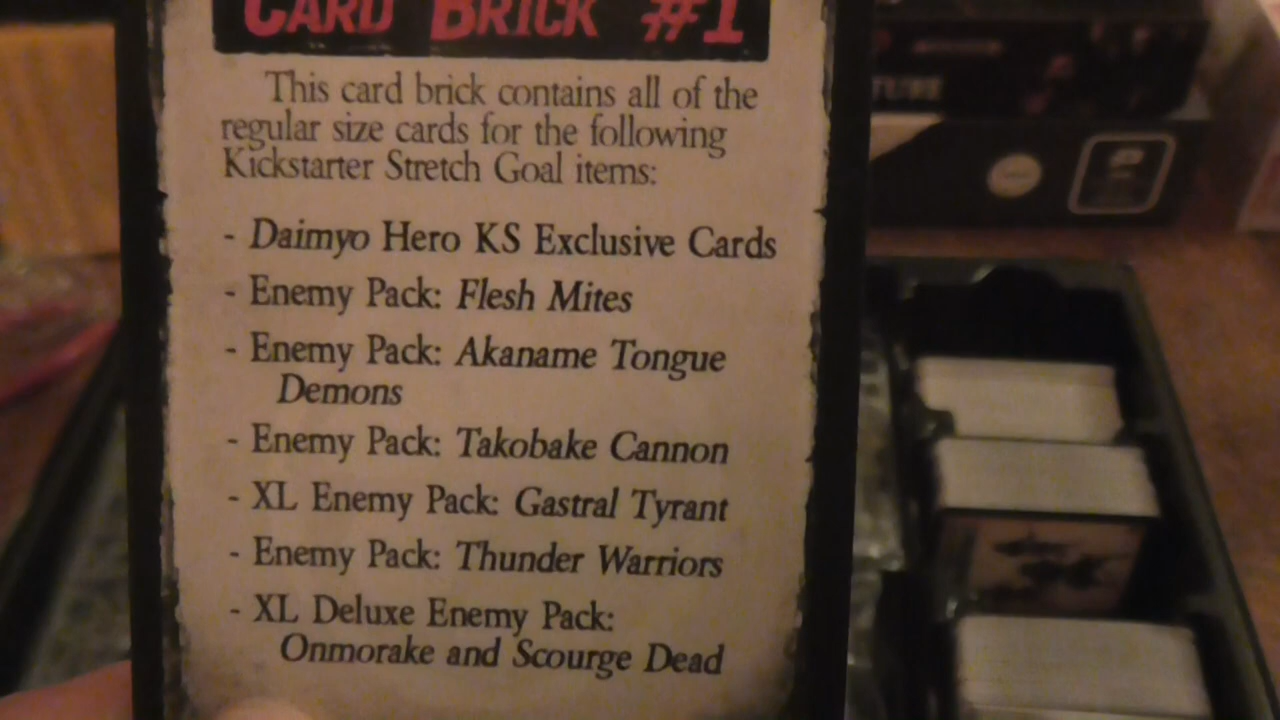 CARD BRICK #1
This card brick contains all of the
regular size cards for the following
Kickstarter Stretch Goal items:
- Daimyo Hero KS Exclusive Cards
- Enemy Pack: Flesh Mites
- Enemy Pack: Akaname Tongue
Demons
- Enemy Pack: Takobake Cannon
- XL Enemy Pack: Gastral Tyrant
- Enemy Pack: Thunder Warriors
- XL Deluxe Enemy Pack:
Onmorake and Scourge Dead